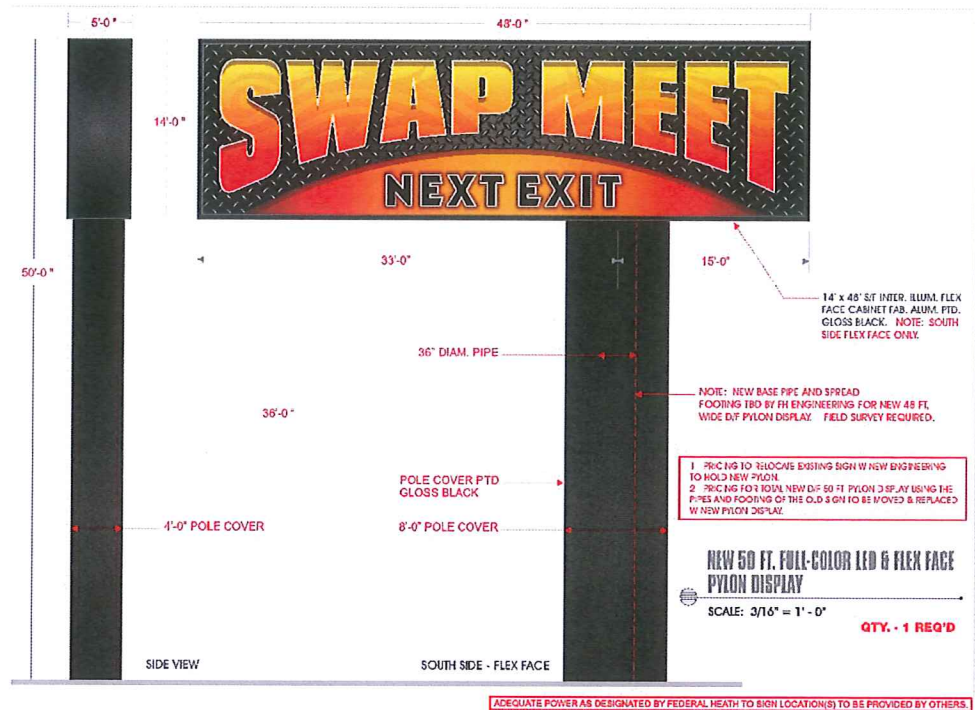 5'-0"
48'-0"
SWAP MEET
NEXT EXIT
14'-0"
50'-0"
33'-0"
15'-0"
14' x 48' S/F INTER. ILLUM. FLEX
FACE CABINET FAB. ALUM. PTD.
GLOSS BLACK. NOTE: SOUTH
SIDE FLEX FACE ONLY.
36" DIAM. PIPE
NOTE: NEW BASE PIPE AND SPREAD
FOOTING TBD BY FH ENGINEERING FOR NEW 48 FT,
WIDE D/F PYLON DISPLAY. FIELD SURVEY REQUIRED.
36'-0"
POLE COVER PTD
GLOSS BLACK
1 PRICING TO RELOCATE EXISTING SIGN W NEW ENGINEERING
TO HOLD NEW PYLON.
2. PRICING FOR TOTAL NEW D/F 50 FT PYLON DISPLAY USING THE
PIPES AND FOOTING OF THE OLD SIGN TO BE MOVED & REPLACED
W NEW PYLON DISPLAY.
4'-0" POLE COVER
8'-0" POLE COVER
NEW 50 FT. FULL-COLOR LED & FLEX FACE
PYLON DISPLAY
SCALE: 3/16" = 1' - 0"
QTY. - 1 REQ'D
SIDE VIEW
SOUTH SIDE - FLEX FACE
ADEQUATE POWER AS DESIGNATED BY FEDERAL HEATH TO SIGN LOCATION(S) TO BE PROVIDED BY OTHERS.